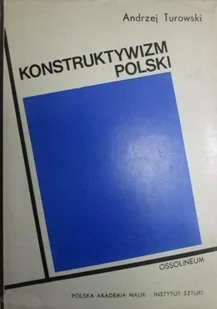 Andrzej Turowski
KONSTRUKTYWIZM
POLSKI
OSSOLINEUM
POLSKA AKADEMIA NAUK · INSTYTUT SZTUKI